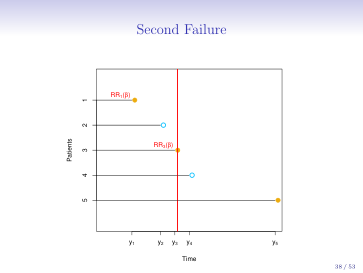 Second Failure
RR₁(β)
RR₃(β)
Patients
1
2
3
4
5
y₁ y₂ y₃ y₄ y₅
Time
38 / 53